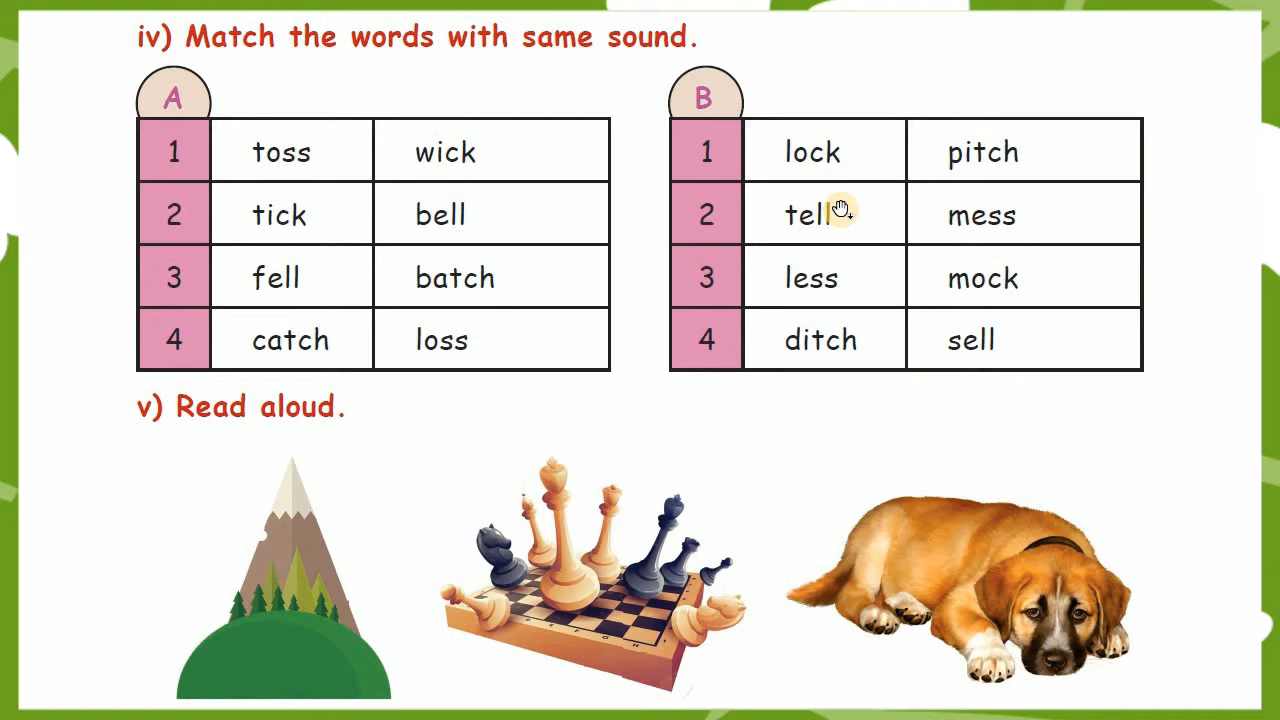 iv) Match the words with same sound.
A
1 toss wick
2 tick bell
3 fell batch
4 catch loss
B
1 lock pitch
2 tell mess
3 less mock
4 ditch sell
v) Read aloud.